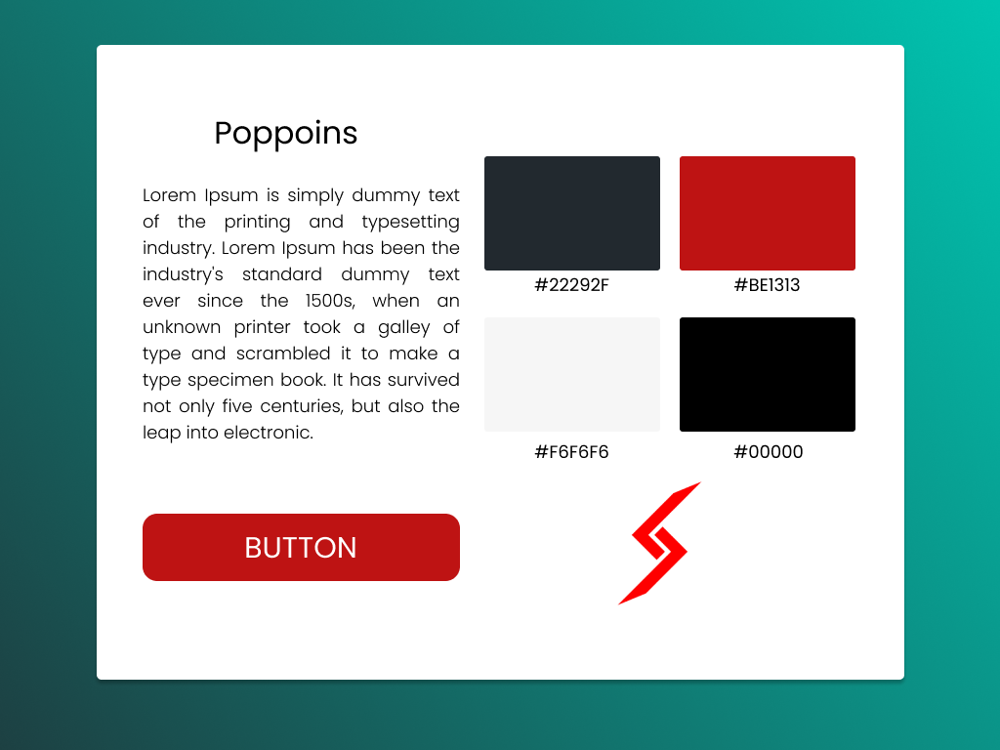 Poppoins
Lorem Ipsum is simply dummy text
of the printing and typesetting
industry. Lorem Ipsum has been the
industry's standard dummy text
ever since the 1500s, when an
unknown printer took a galley of
type and scrambled it to make a
type specimen book. It has survived
not only five centuries, but also the
leap into electronic.
BUTTON
#22292F
#BE1313
#F6F6F6
#00000